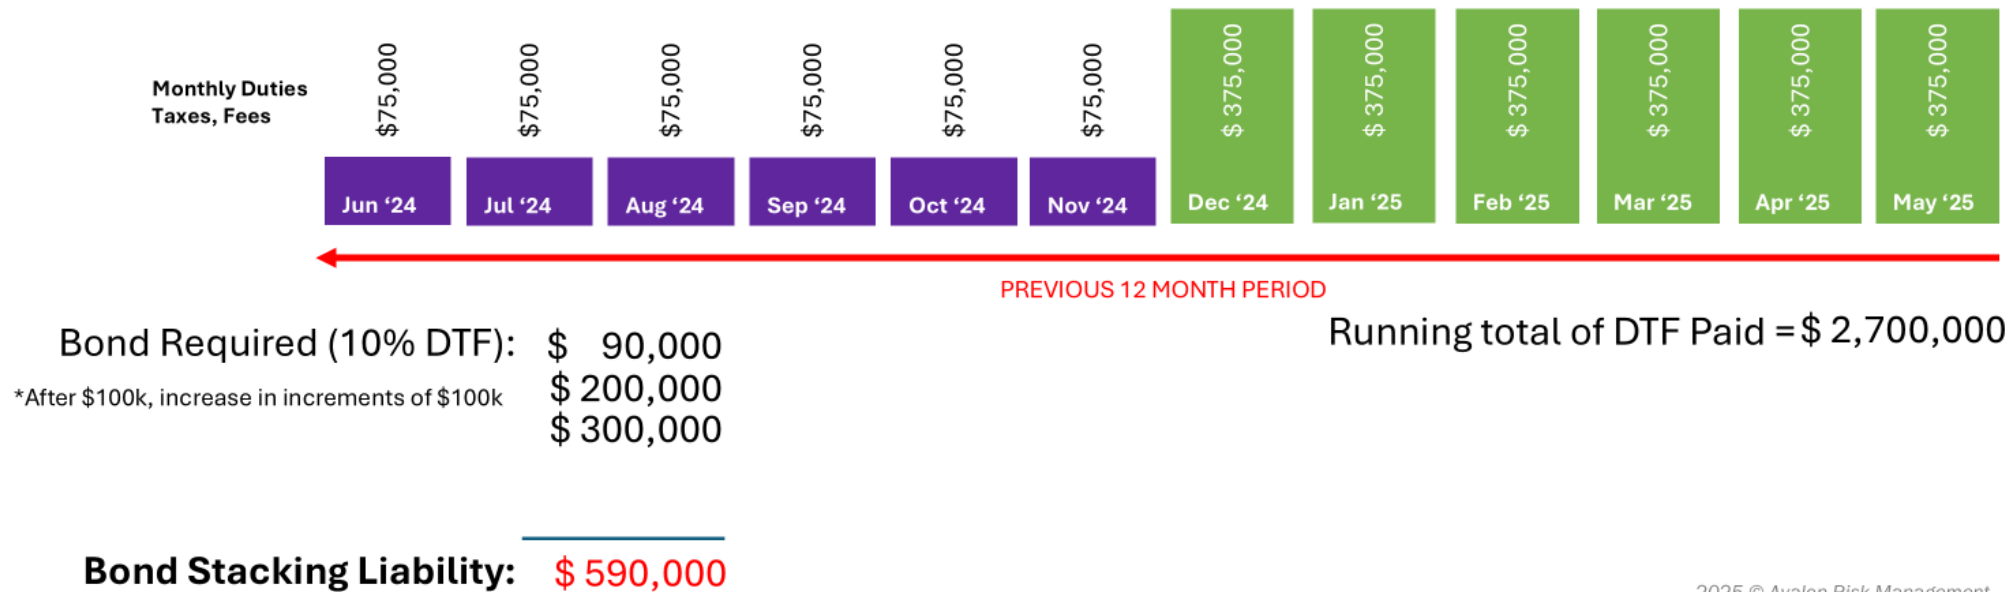 Monthly Duties
Taxes, Fees
$75,000
$75,000
$75,000
$75,000
$75,000
$75,000
$ 375,000
$ 375,000
$ 375,000
$ 375,000
$ 375,000
$ 375,000
Jun ‘24
Jul ‘24
Aug ‘24
Sep ‘24
Oct ‘24
Nov ‘24
Dec ‘24
Jan ‘25
Feb ‘25
Mar ‘25
Apr ‘25
May ‘25
PREVIOUS 12 MONTH PERIOD
Running total of DTF Paid = $ 2,700,000
Bond Required (10% DTF): $ 90,000
*After $100k, increase in increments of $100k
$ 200,000
$ 300,000
Bond Stacking Liability: $ 590,000
2025 © Avalon Risk Management